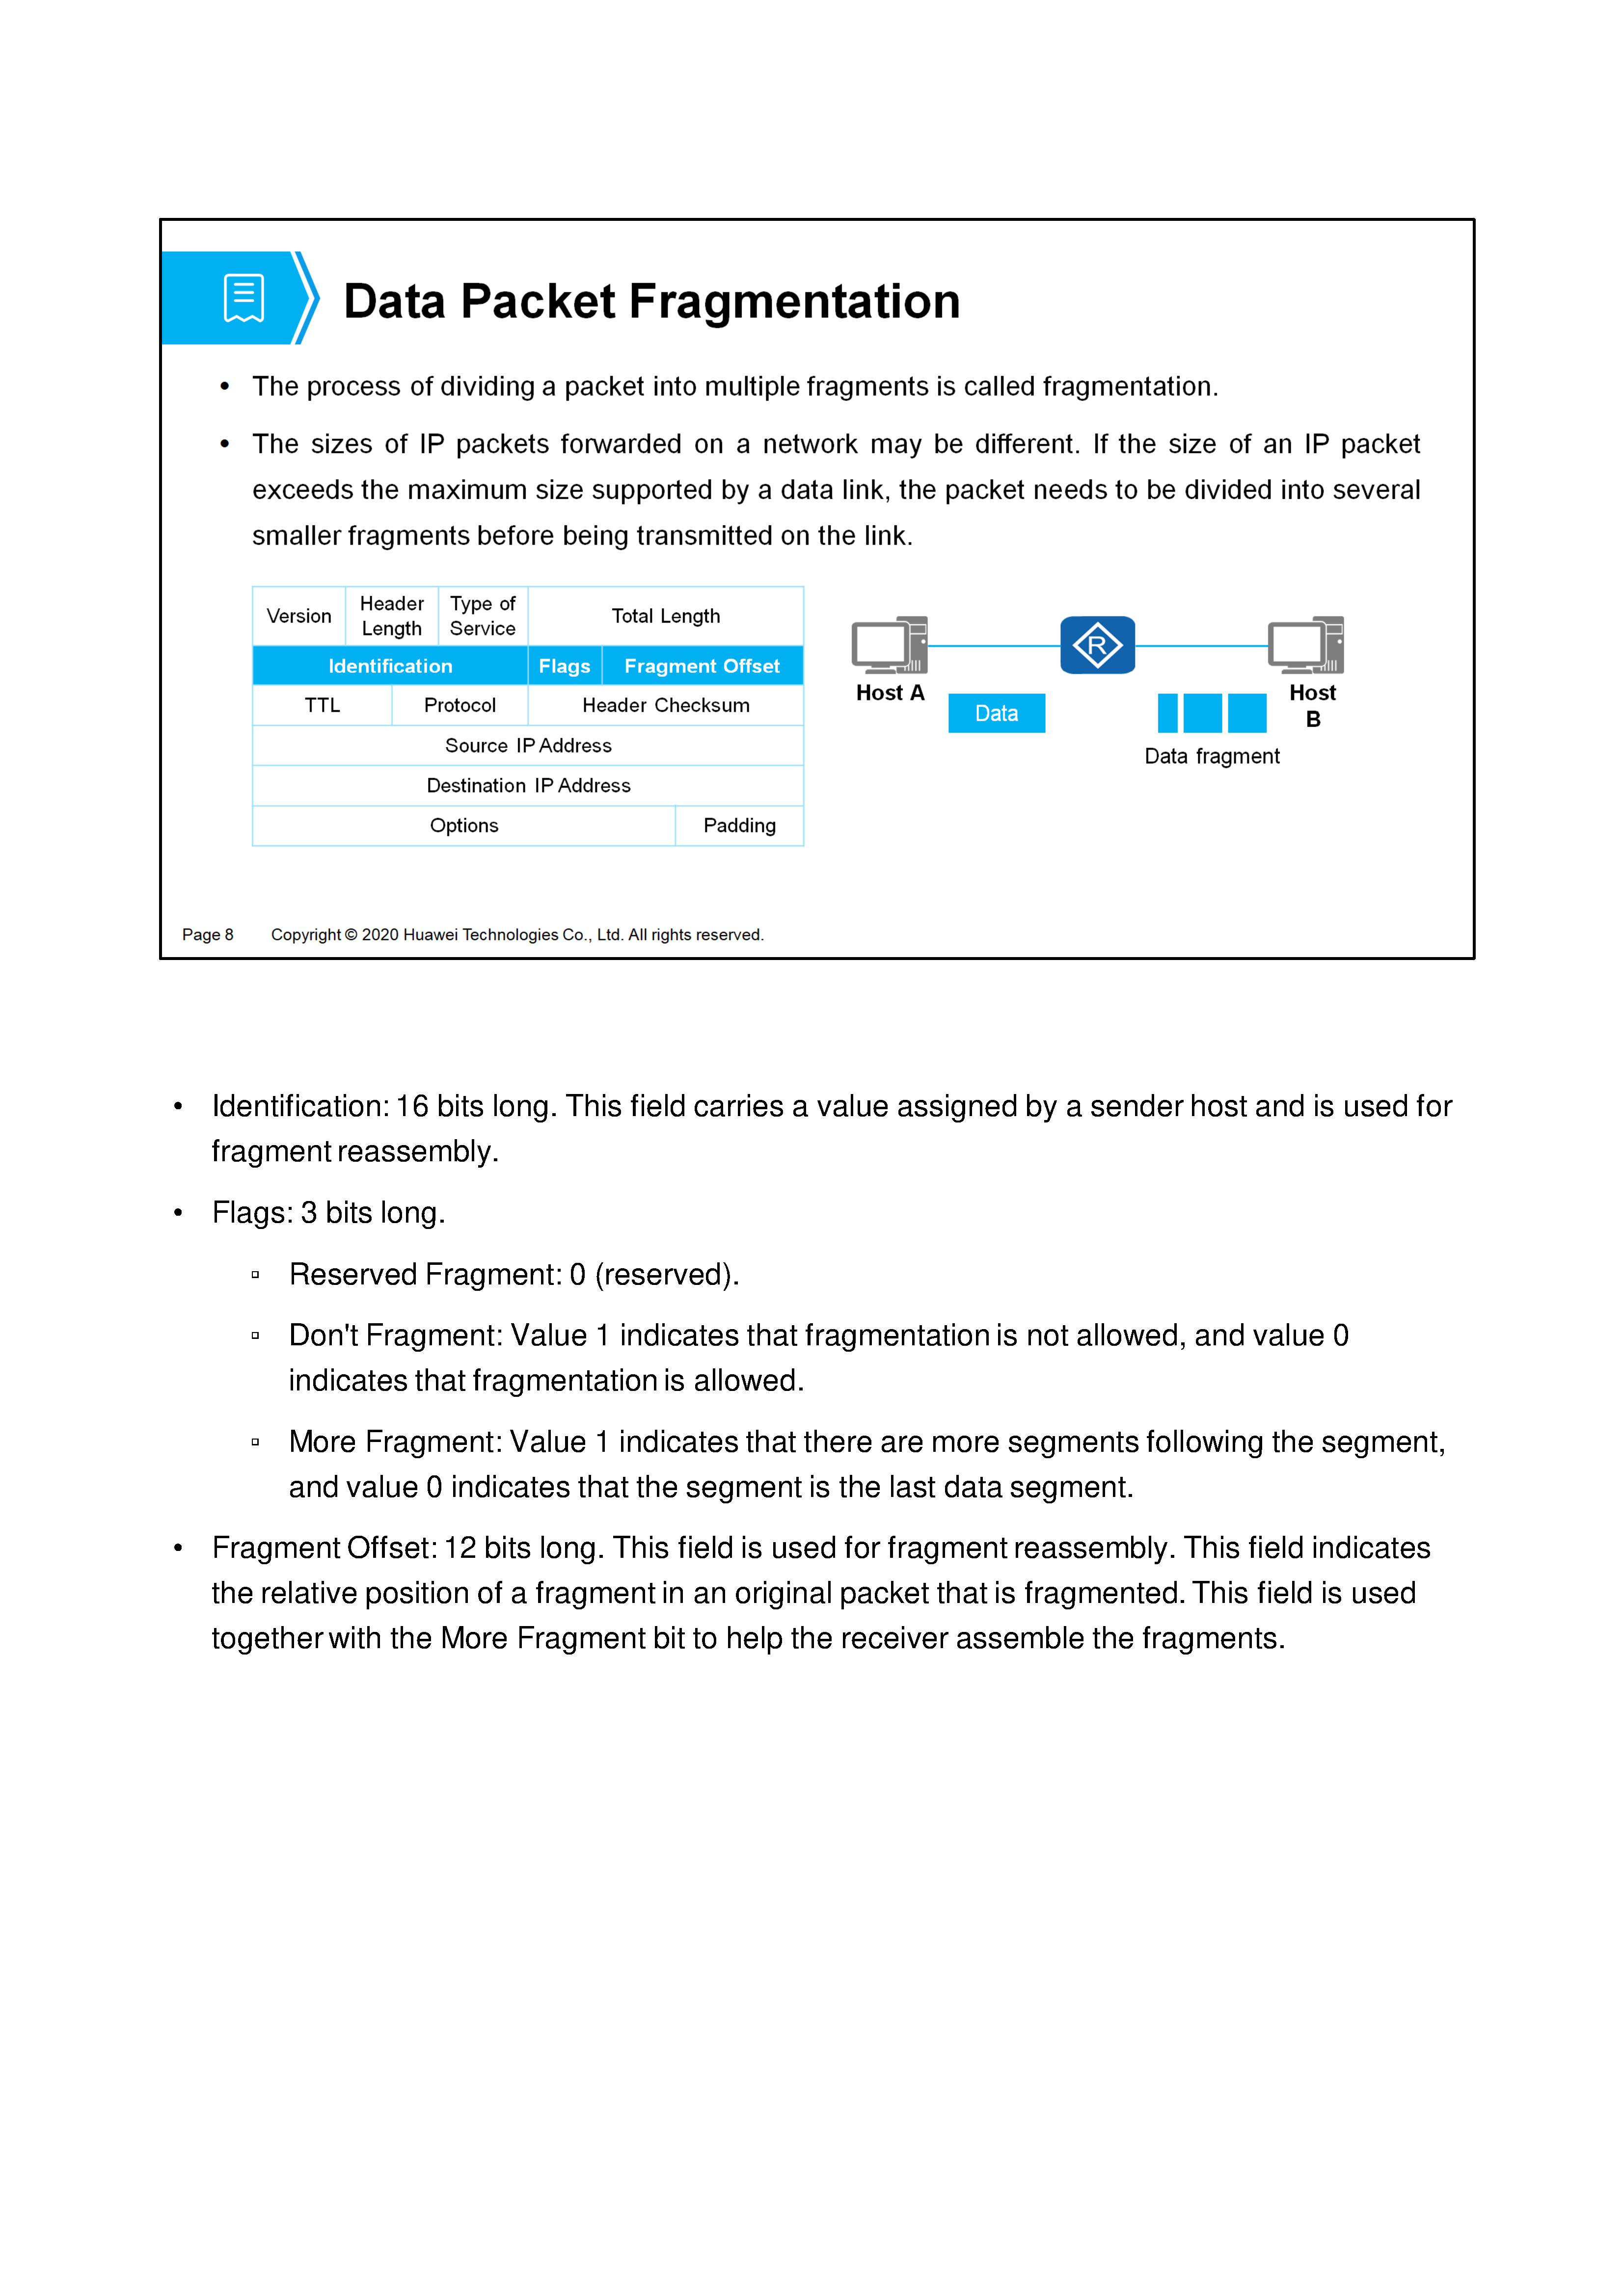 Data Packet Fragmentation
• The process of dividing a packet into multiple fragments is called fragmentation.
• The sizes of IP packets forwarded on a network may be different. If the size of an IP packet
exceeds the maximum size supported by a data link, the packet needs to be divided into several
smaller fragments before being transmitted on the link.
Version Header Length Type of Service Total Length
Identification Flags Fragment Offset
TTL Protocol Header Checksum
Source IP Address
Destination IP Address
Options Padding
R
Host A
Data
Host
B
Data fragment
Page 8 Copyright © 2020 Huawei Technologies Co., Ltd. All rights reserved.
• Identification: 16 bits long. This field carries a value assigned by a sender host and is used for
fragment reassembly.
• Flags: 3 bits long.
▫ Reserved Fragment: 0 (reserved).
▫ Don't Fragment: Value 1 indicates that fragmentation is not allowed, and value 0
indicates that fragmentation is allowed.
▫ More Fragment: Value 1 indicates that there are more segments following the segment,
and value 0 indicates that the segment is the last data segment.
• Fragment Offset: 12 bits long. This field is used for fragment reassembly. This field indicates
the relative position of a fragment in an original packet that is fragmented. This field is used
together with the More Fragment bit to help the receiver assemble the fragments.